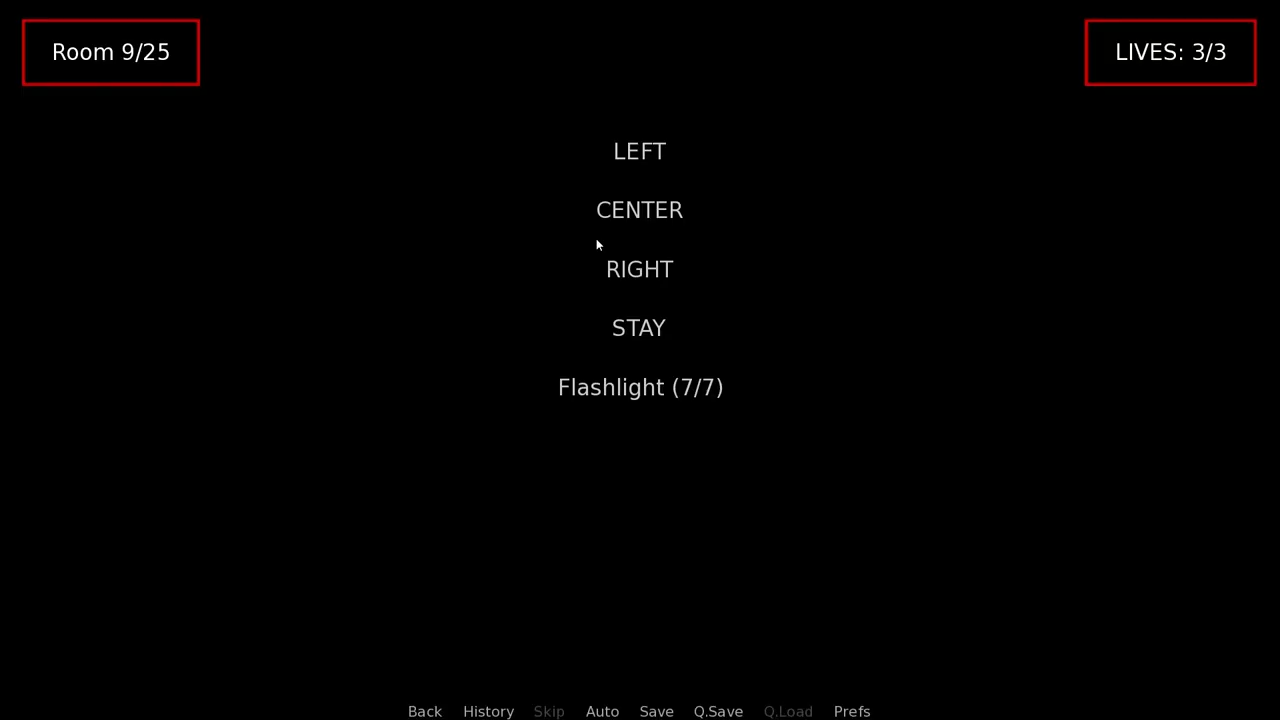 Room 9/25
LIVES: 3/3
LEFT
CENTER
RIGHT
STAY
Flashlight (7/7)
Back History Skip Auto Save Q.Save Q.Load Prefs